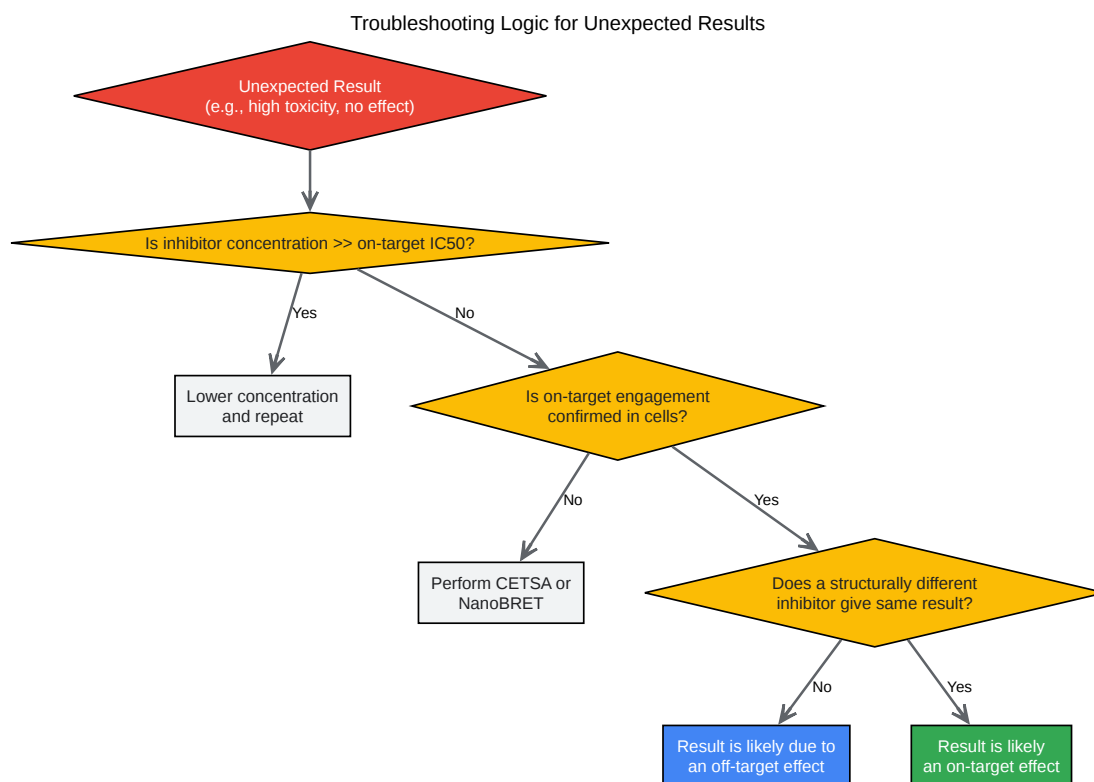 Troubleshooting Logic for Unexpected Results
Unexpected Result
(e.g., high toxicity, no effect)
Is inhibitor concentration >> on-target IC50?
Yes
No
Lower concentration
and repeat
Is on-target engagement
confirmed in cells?
No
Yes
Perform CETSA or
NanoBRET
Does a structurally different
inhibitor give same result?
No
Yes
Result is likely due to
an off-target effect
Result is likely
an on-target effect